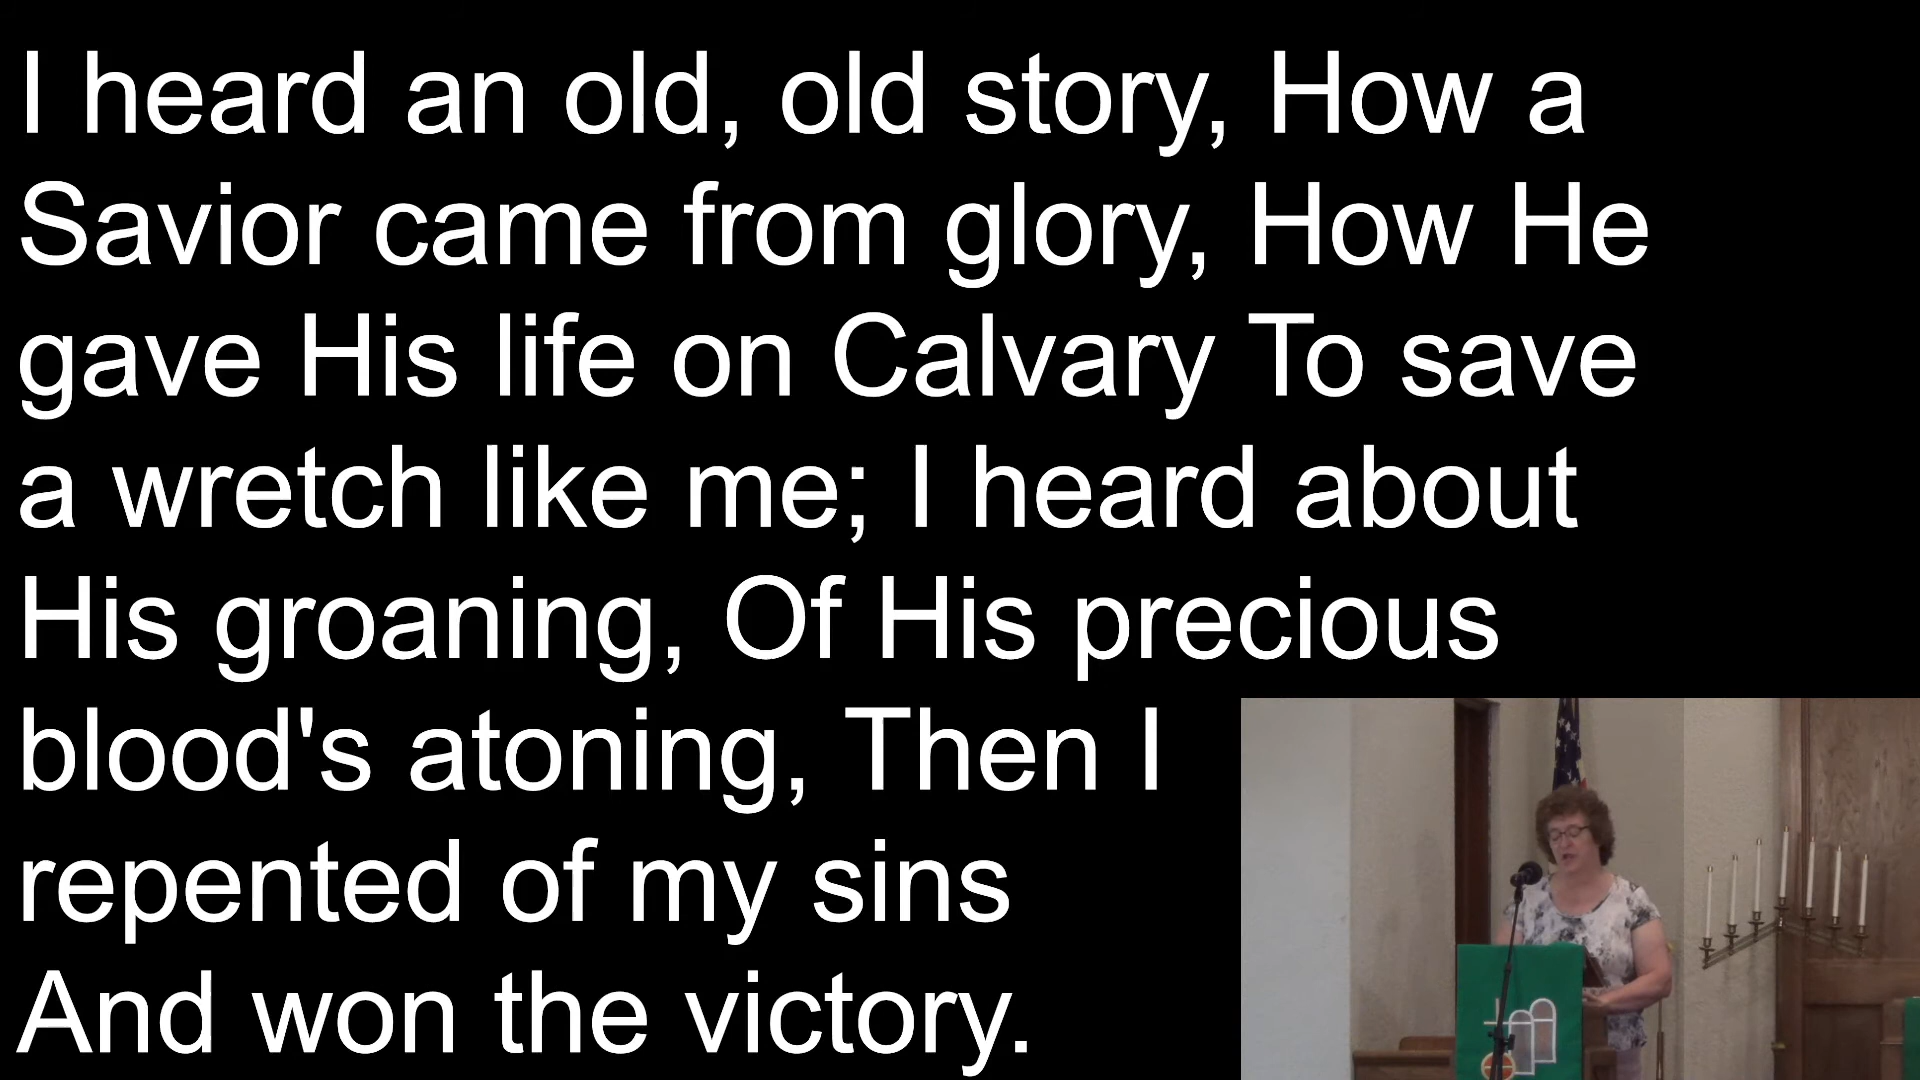 I heard an old, old story, How a
Savior came from glory, How He
gave His life on Calvary To save
a wretch like me; I heard about
His groaning, Of His precious
blood's atoning, Then I
repented of my sins
And won the victory.